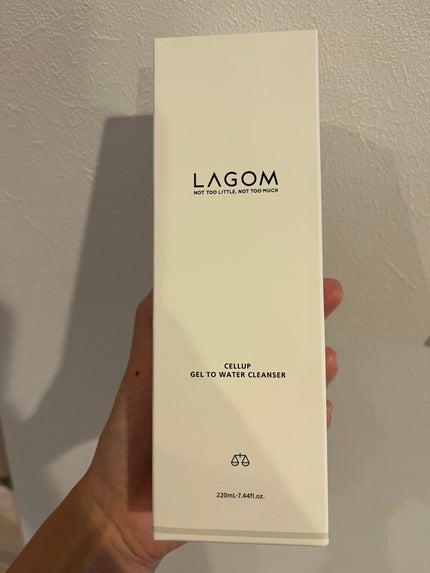 LAGOM
NOT TOO LITTLE, NOT TOO MUCH
CELLUP
GEL TO WATER CLEANSER
220mL·7.44fl.oz.